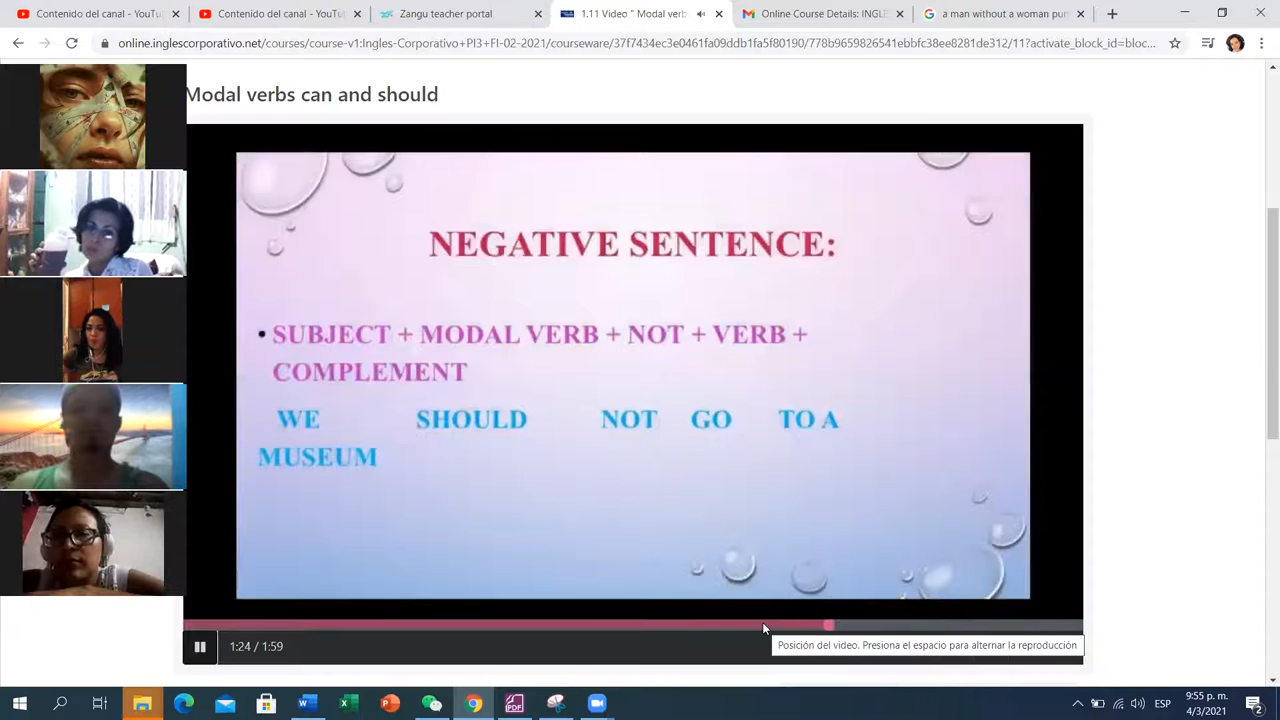 Contenido del canal - YouTu
Contenido del canal - YouTu
Zangu teacher portal
1.11 Video " Modal verb
Online Course Details: INGLE
a man without a woman pu
online.inglescorporativo.net/courses/course-v1:Ingles-Corporativo+PI3+FI-02-2021/courseware/37f7434ec3e0461fa09ddb1fa5f80190/778b9659826541ebbfc38ee8281de312/11?activate_block_id=bloc...
Modal verbs can and should
NEGATIVE SENTENCE:
• SUBJECT + MODAL VERB + NOT + VERB +
COMPLEMENT
WE SHOULD NOT GO TO A
MUSEUM
1:24 / 1:59
Posición del video. Presiona el espacio para alternar la reproducción
ESP
9:55 p. m.
4/3/2021
2